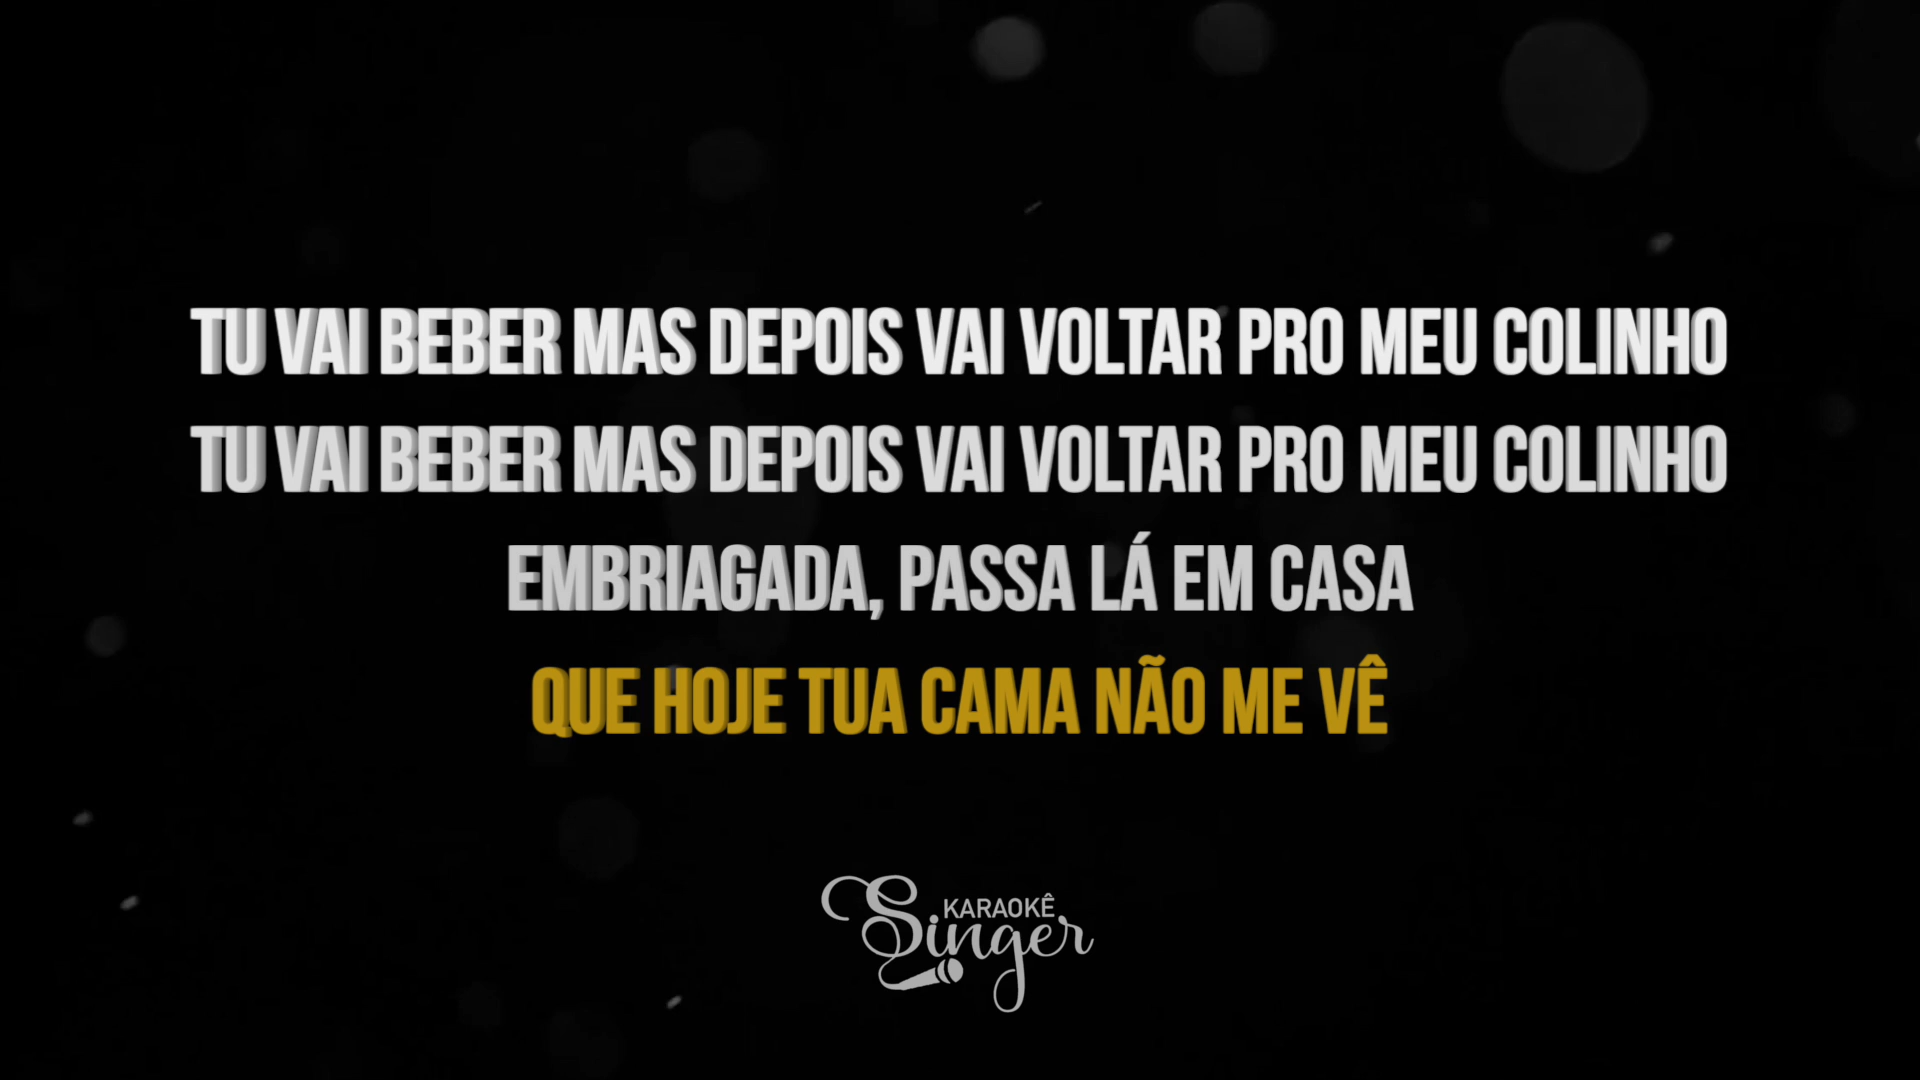 TU VAI BEBER MAS DEPOIS VAI VOLTAR PRO MEU COLINHO
TU VAI BEBER MAS DEPOIS VAI VOLTAR PRO MEU COLINHO
EMBRIAGADA, PASSA LÁ EM CASA
QUE HOJE TUA CAMA NÃO ME VÊ
KARAOKÊ
Singer